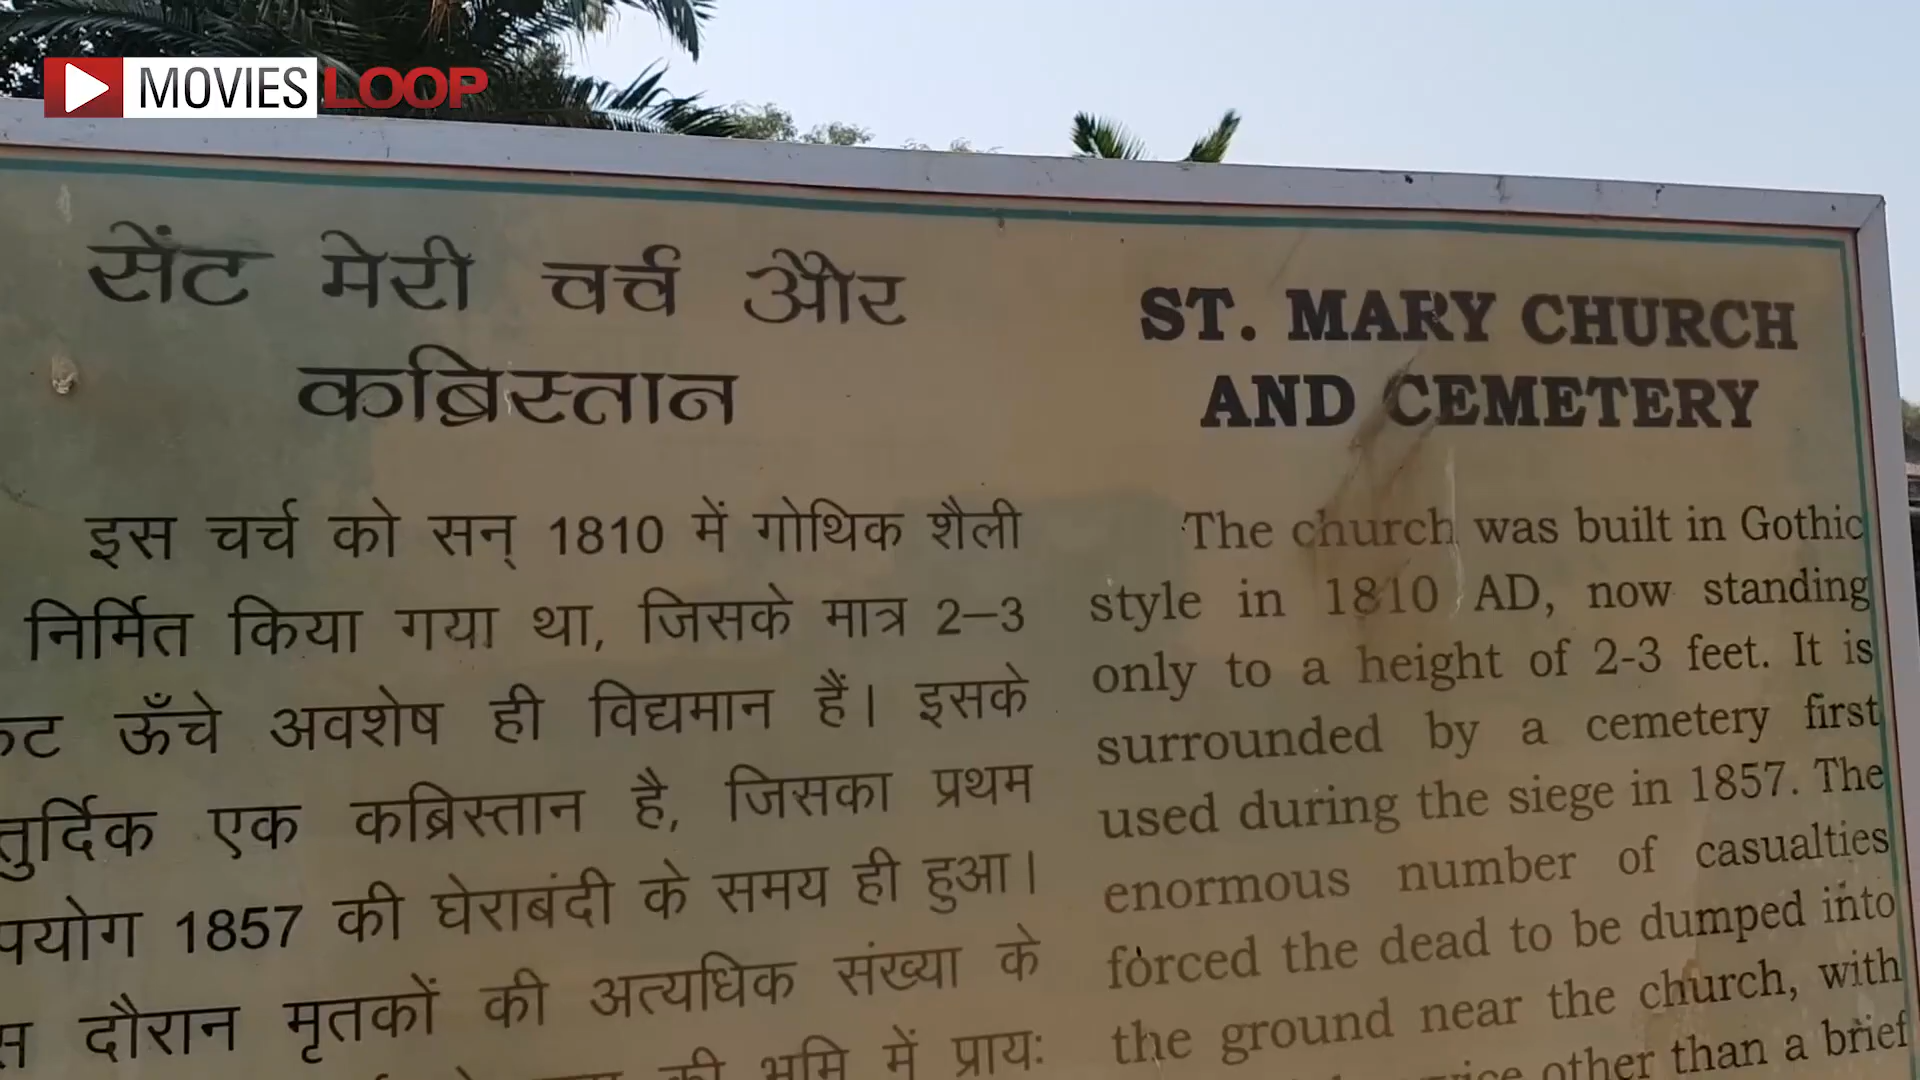 MOVIES LOOP
सेंट मेरी चर्च और
कब्रिस्तान
इस चर्च को सन् 1810 में गोथिक शैली
निर्मित किया गया था, जिसके मात्र 2–3
ऊँचे अवशेष ही विद्यमान हैं। इसके
एक कब्रिस्तान है, जिसका प्रथम
1857 की घेराबंदी के समय ही हुआ।
दौरान मृतकों की अत्यधिक संख्या के
की भूमि में प्रायः
ST. MARY CHURCH
AND CEMETERY
The church was built in Gothic
style in 1810 AD, now standing
only to a height of 2-3 feet. It is
surrounded by a cemetery first
used during the siege in 1857. The
enormous number of casualties
forced the dead to be dumped into
the ground near the church, with
other than a brief